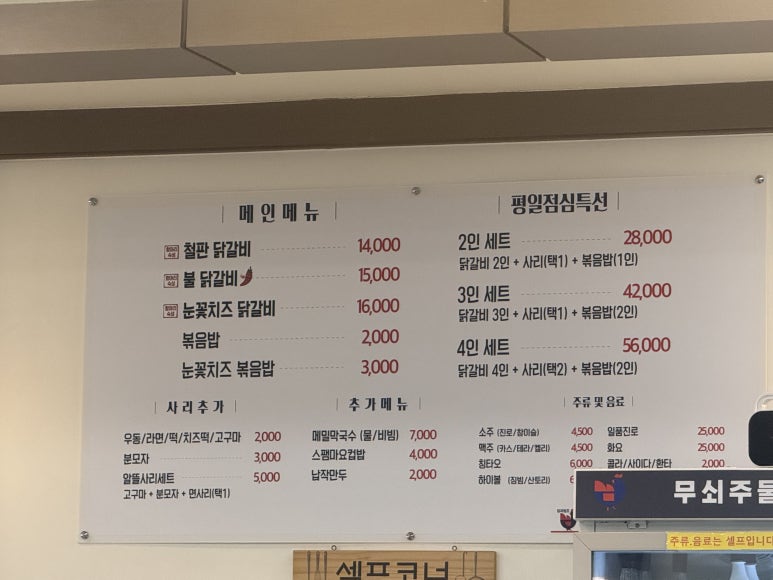 메인메뉴
철판 닭갈비 14,000
불 닭갈비 15,000
눈꽃치즈 닭갈비 16,000
볶음밥 2,000
눈꽃치즈 볶음밥 3,000
평일점심특선
2인 세트 28,000
닭갈비 2인 + 사리(택1) + 볶음밥(1인)
3인 세트 42,000
닭갈비 3인 + 사리(택1) + 볶음밥(2인)
4인 세트 56,000
닭갈비 4인 + 사리(택2) + 볶음밥(2인)
사리추가
우동/라면/떡/치즈떡/고구마 2,000
분모자 3,000
알뜰사리세트 5,000
고구마 + 분모자 + 면사리(택1)
추가메뉴
메밀막국수 (물/비빔) 7,000
스팸마요컵밥 4,000
납작만두 2,000
주류 및 음료
소주 (진로/참이슬) 4,500
맥주 (카스/테라/켈리) 4,500
칭타오 6,000
하이볼 (짐빔/산토리)
일품진로 25,000
화요 25,000
콜라/사이다/환타 2,000
무쇠주물
주류,음료는 셀프입니다
셀프코너